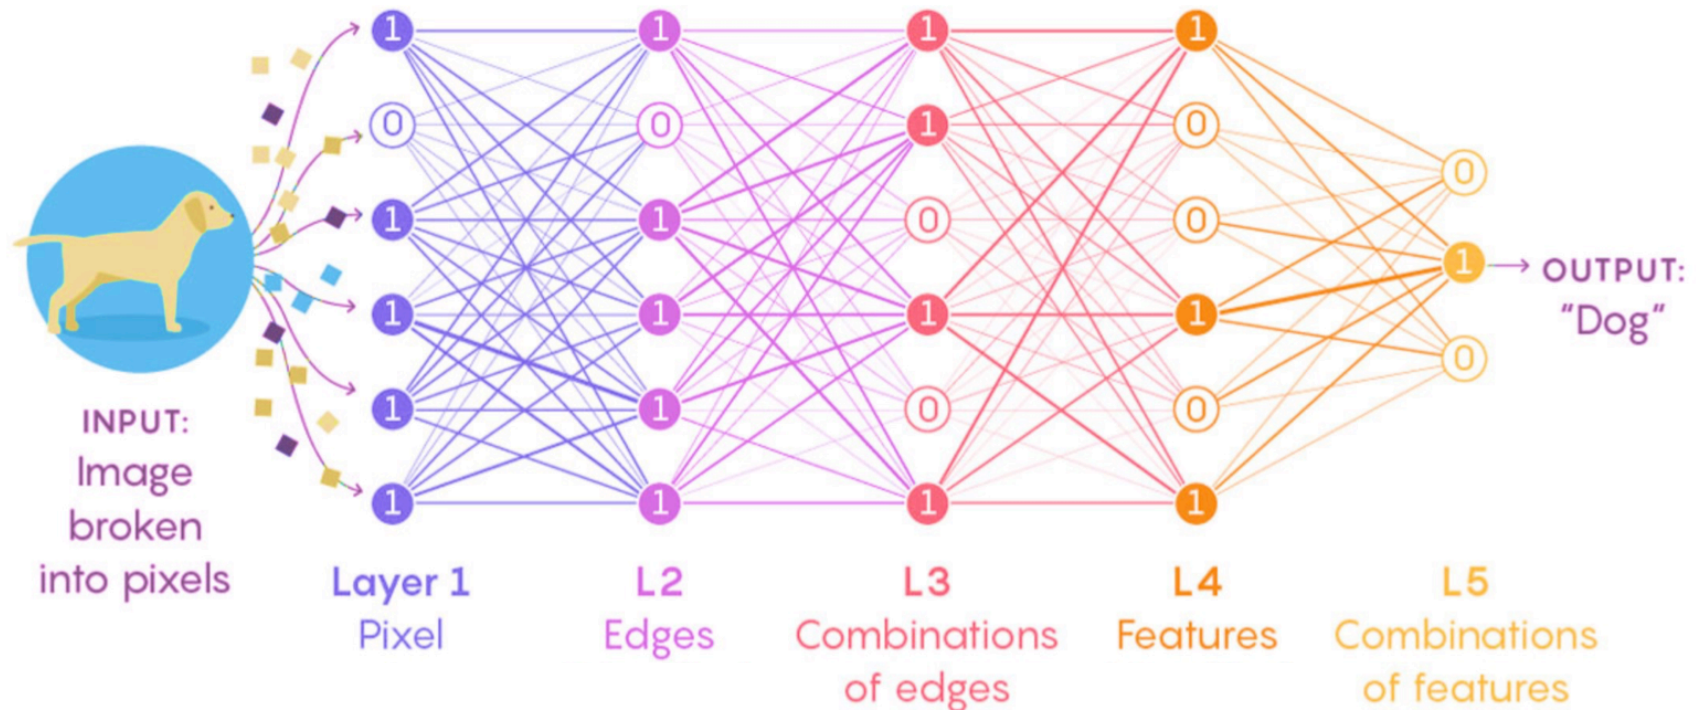 1 1 1 1
0 0 1 0
0
1 1 0 0
1
OUTPUT:
"Dog"
1 1 1 1
0
1 1 0 0
1 1 1 1
INPUT:
Image
broken
into pixels
Layer 1
Pixel
L2
Edges
L3
Combinations
of edges
L4
Features
L5
Combinations
of features